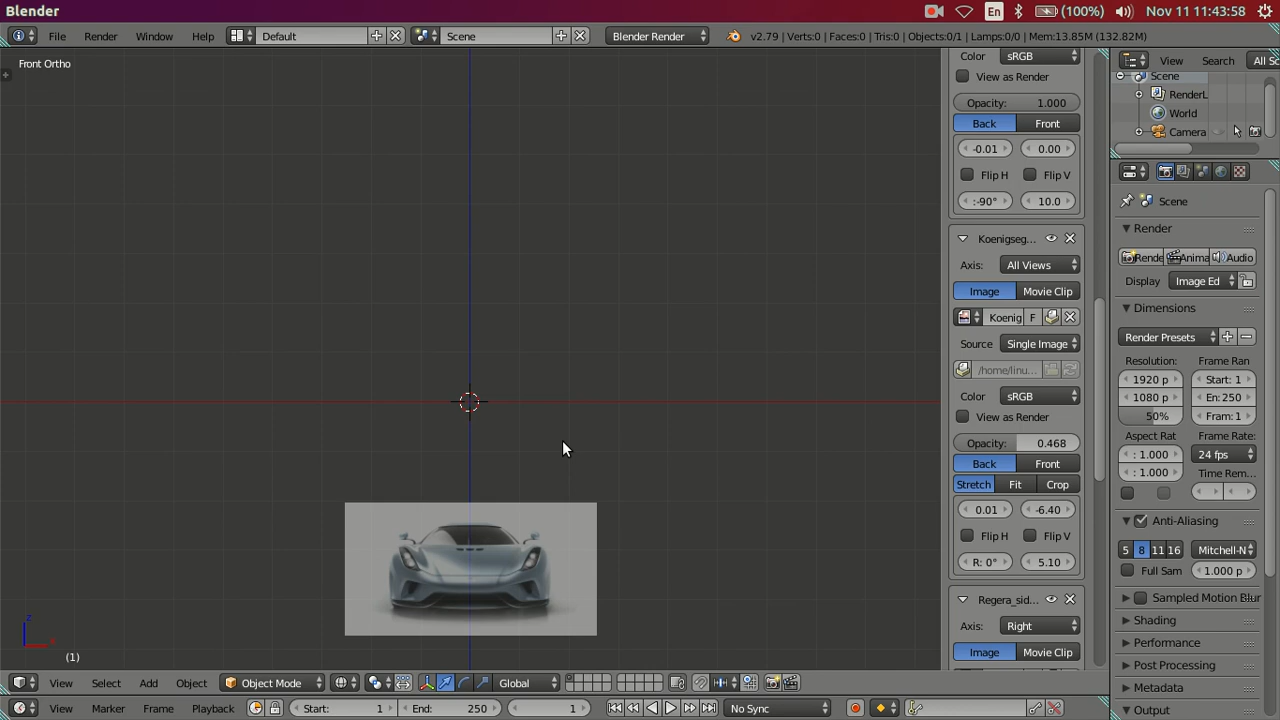 Blender
En
(100%)
Nov 11 11:43:58
File Render Window Help
Default
Scene
Blender Render
v2.79 | Verts:0 | Faces:0 | Tris:0 | Objects:0/1 | Lamps:0/0 | Mem:13.85M (132.82M)
Front Ortho
Color
sRGB
View as Render
Opacity: 1.000
Back Front
-0.01 0.00
Flip H Flip V
:-90° 10.0
Koenigseg...
Axis: All Views
Image Movie Clip
Koenig F
Source Single Image
/home/linu...
Color sRGB
View as Render
Opacity: 0.468
Back Front
Stretch Fit Crop
0.01 -6.40
Flip H Flip V
R: 0° 5.10
Regera_sid...
Axis: Right
Image Movie Clip
View Search All Sc
Scene
RenderL
World
Camera
Scene
Render
Rende Anima Audio
Display Image Ed
Dimensions
Render Presets
Resolution: Frame Ran
1920 p Start: 1
1080 p En: 250
50% Fram: 1
Aspect Rat Frame Rate:
: 1.000 24 fps
: 1.000 Time Rem...
Anti-Aliasing
5 8 11 16 Mitchell-N
Full Sam 1.000 p
Sampled Motion Blur
Shading
Performance
Post Processing
Metadata
Output
z
x
(1)
View Select Add Object
Object Mode
Global
View Marker Frame Playback
Start: 1
End: 250
1
No Sync